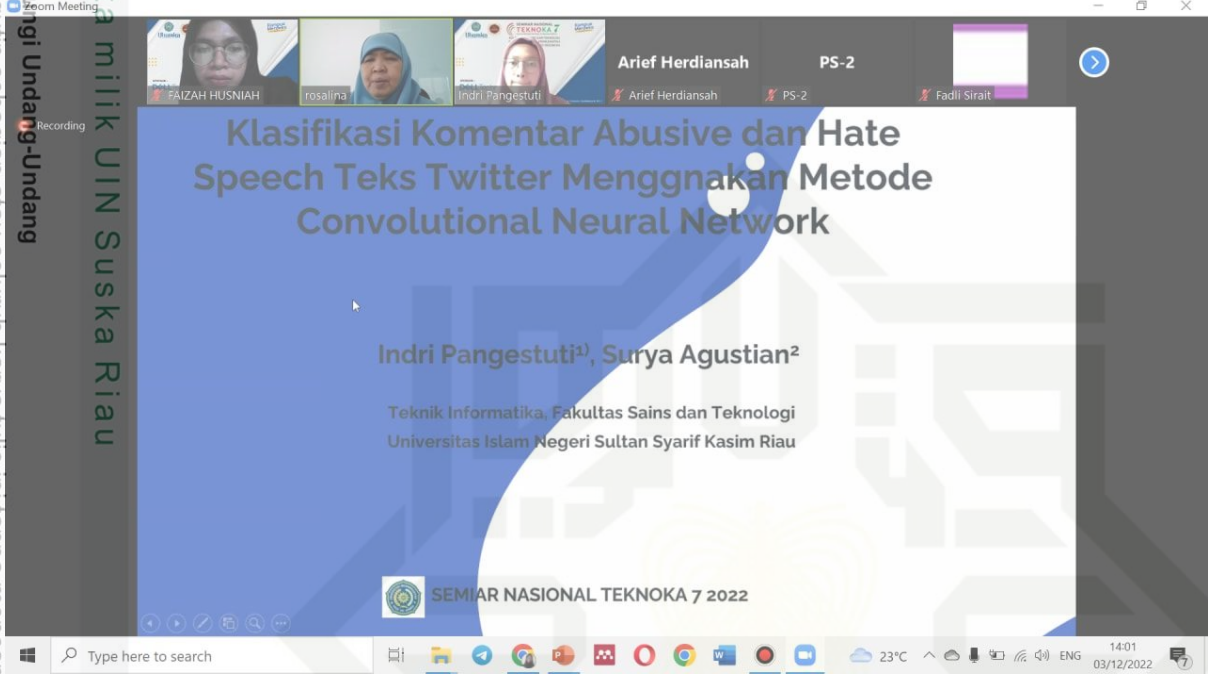 Zoom Meeting
FAIZAH HUSNIAH
rosalina
TEKNOKA 7
Indri Pangestuti
Arief Herdiansah
Arief Herdiansah
PS-2
PS-2
Fadli Sirait
Recording
ngi Undang-Undang
a milik UIN Suska Riau
Klasifikasi Komentar Abusive dan Hate
Speech Teks Twitter Menggnakan Metode
Convolutional Neural Network
Indri Pangestuti¹⁾, Surya Agustian²
Teknik Informatika, Fakultas Sains dan Teknologi
Universitas Islam Negeri Sultan Syarif Kasim Riau
SEMIAR NASIONAL TEKNOKA 7 2022
Type here to search
23°C
ENG
14:01
03/12/2022
7